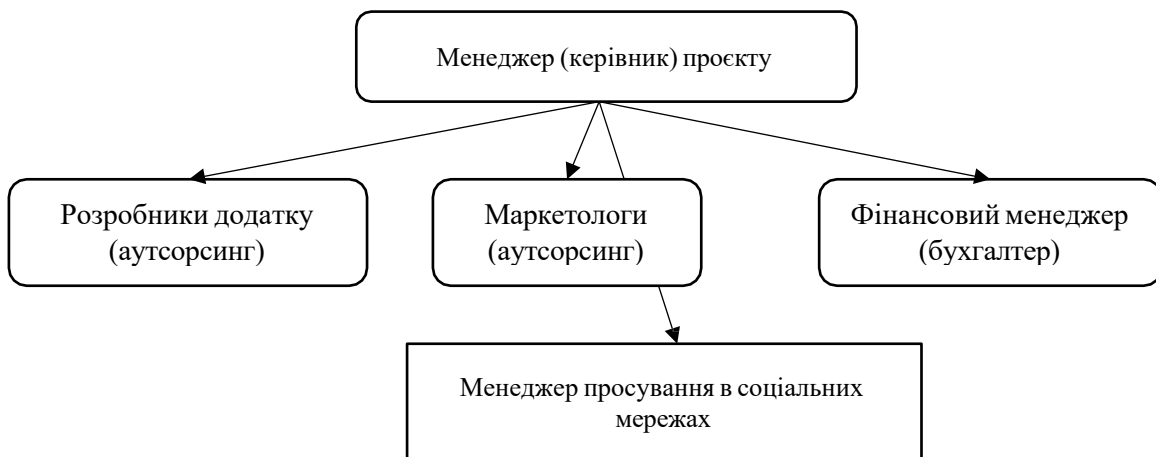 Менеджер (керівник) проєкту
Розробники додатку
(аутсорсинг)
Маркетологи
(аутсорсинг)
Фінансовий менеджер
(бухгалтер)
Менеджер просування в соціальних
мережах